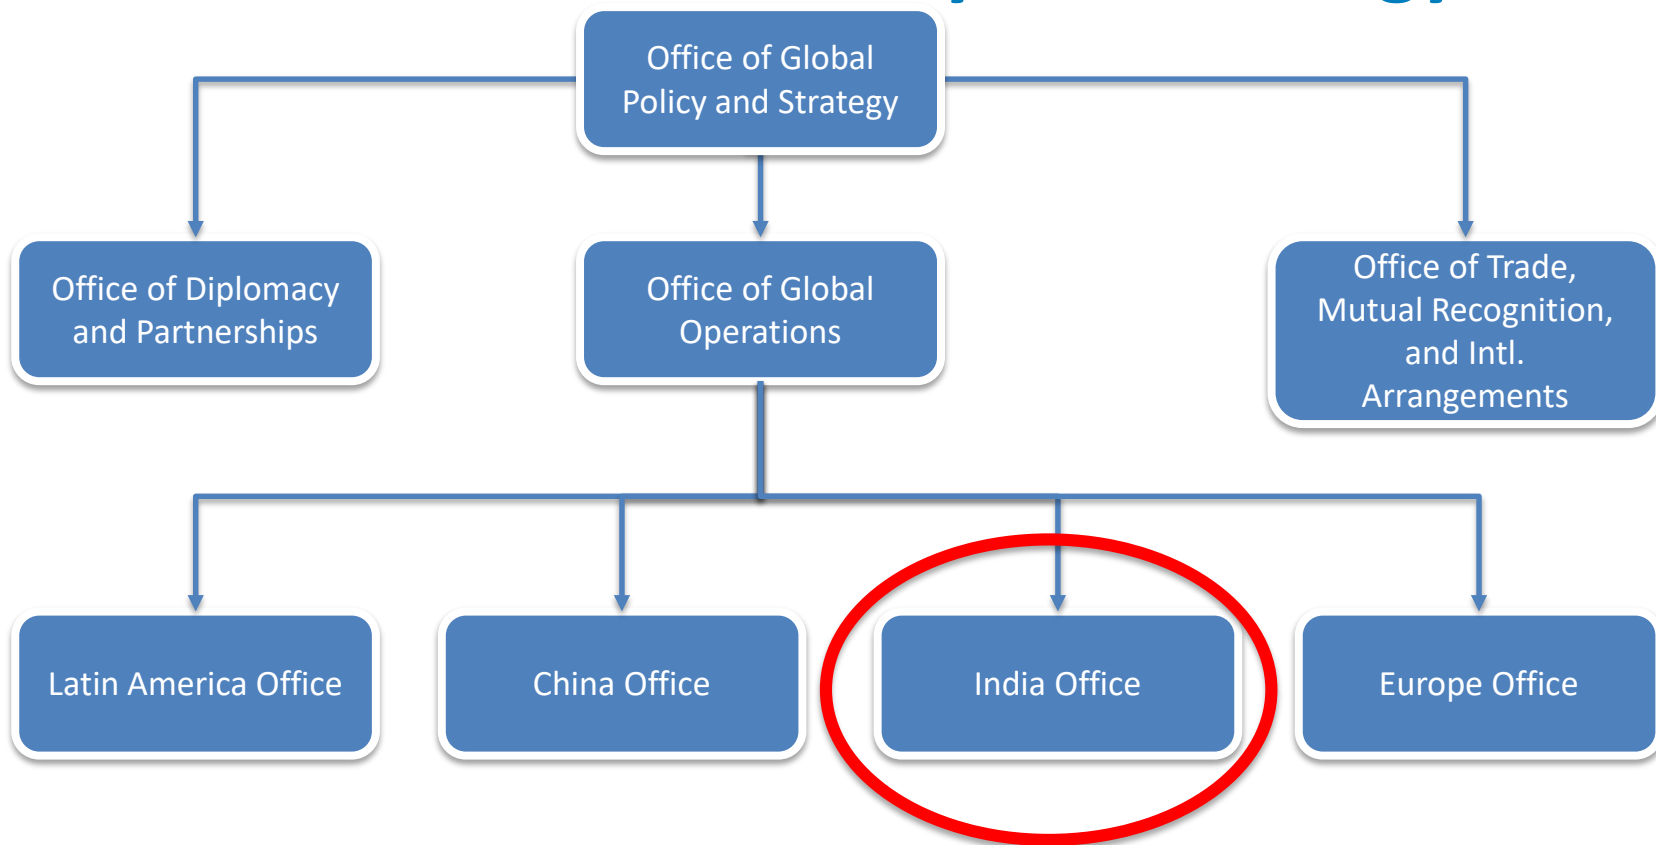 Office of Global
Policy and Strategy
Office of Diplomacy
and Partnerships
Office of Global
Operations
Office of Trade,
Mutual Recognition,
and Intl.
Arrangements
Latin America Office
China Office
India Office
Europe Office